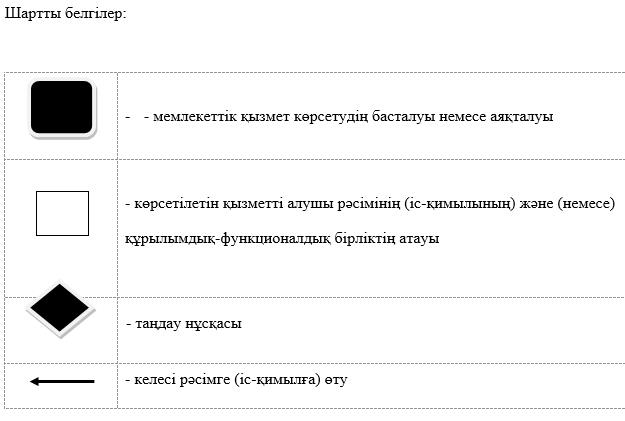 Шартты белгілер:
- - мемлекеттік қызмет көрсетудің басталуы немесе аяқталуы
- көрсетілетін қызметті алушы рәсімінің (іс-қимылының) және (немесе)
құрылымдық-функционалдық бірліктің атауы
- таңдау нұсқасы
- келесі рәсімге (іс-қимылға) өту